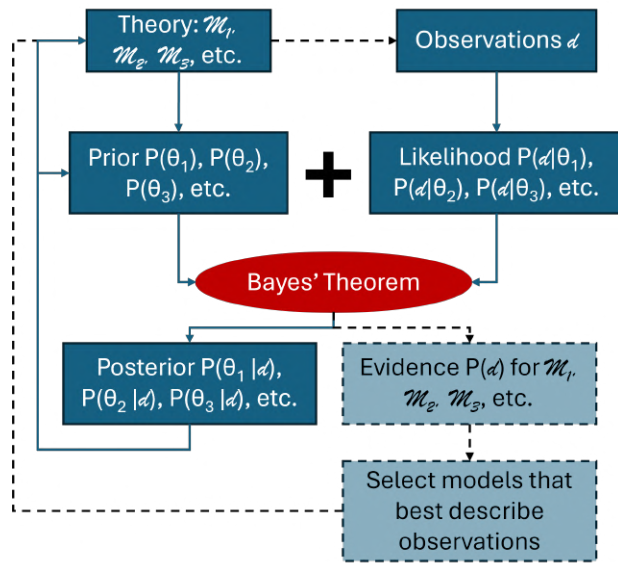 Theory: ℳ₁,
ℳ₂, ℳ₃, etc.
Observations 𝒹
Prior P(θ₁), P(θ₂),
P(θ₃), etc.
+
Likelihood P(𝒹|θ₁),
P(𝒹|θ₂), P(𝒹|θ₃), etc.
Bayes’ Theorem
Posterior P(θ₁ |𝒹),
P(θ₂ |𝒹), P(θ₃ |𝒹), etc.
Evidence P(𝒹) for ℳ₁,
ℳ₂, ℳ₃, etc.
Select models that
best describe
observations